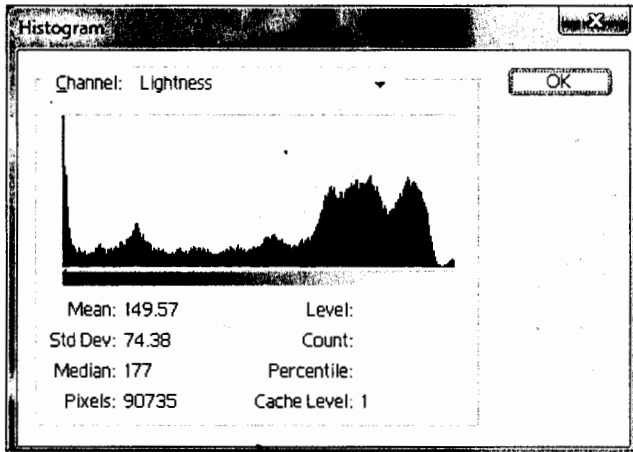 Histogram
Channel: Lightness
OK
Mean: 149.57
Level:
Std Dev: 74.38
Count:
Median: 177
Percentile:
Pixels: 90735
Cache Level: 1